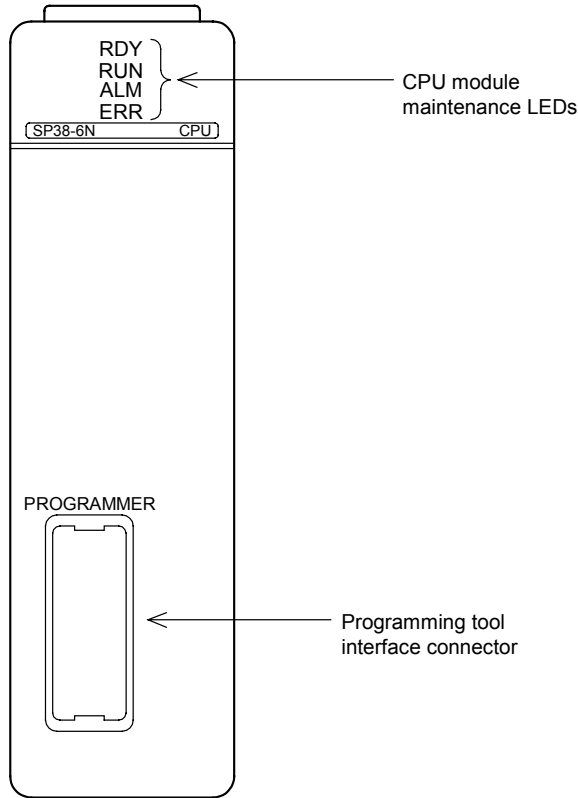 RDY
RUN
ALM
ERR
CPU module
maintenance LEDs
SP38-6N CPU
PROGRAMMER
Programming tool
interface connector